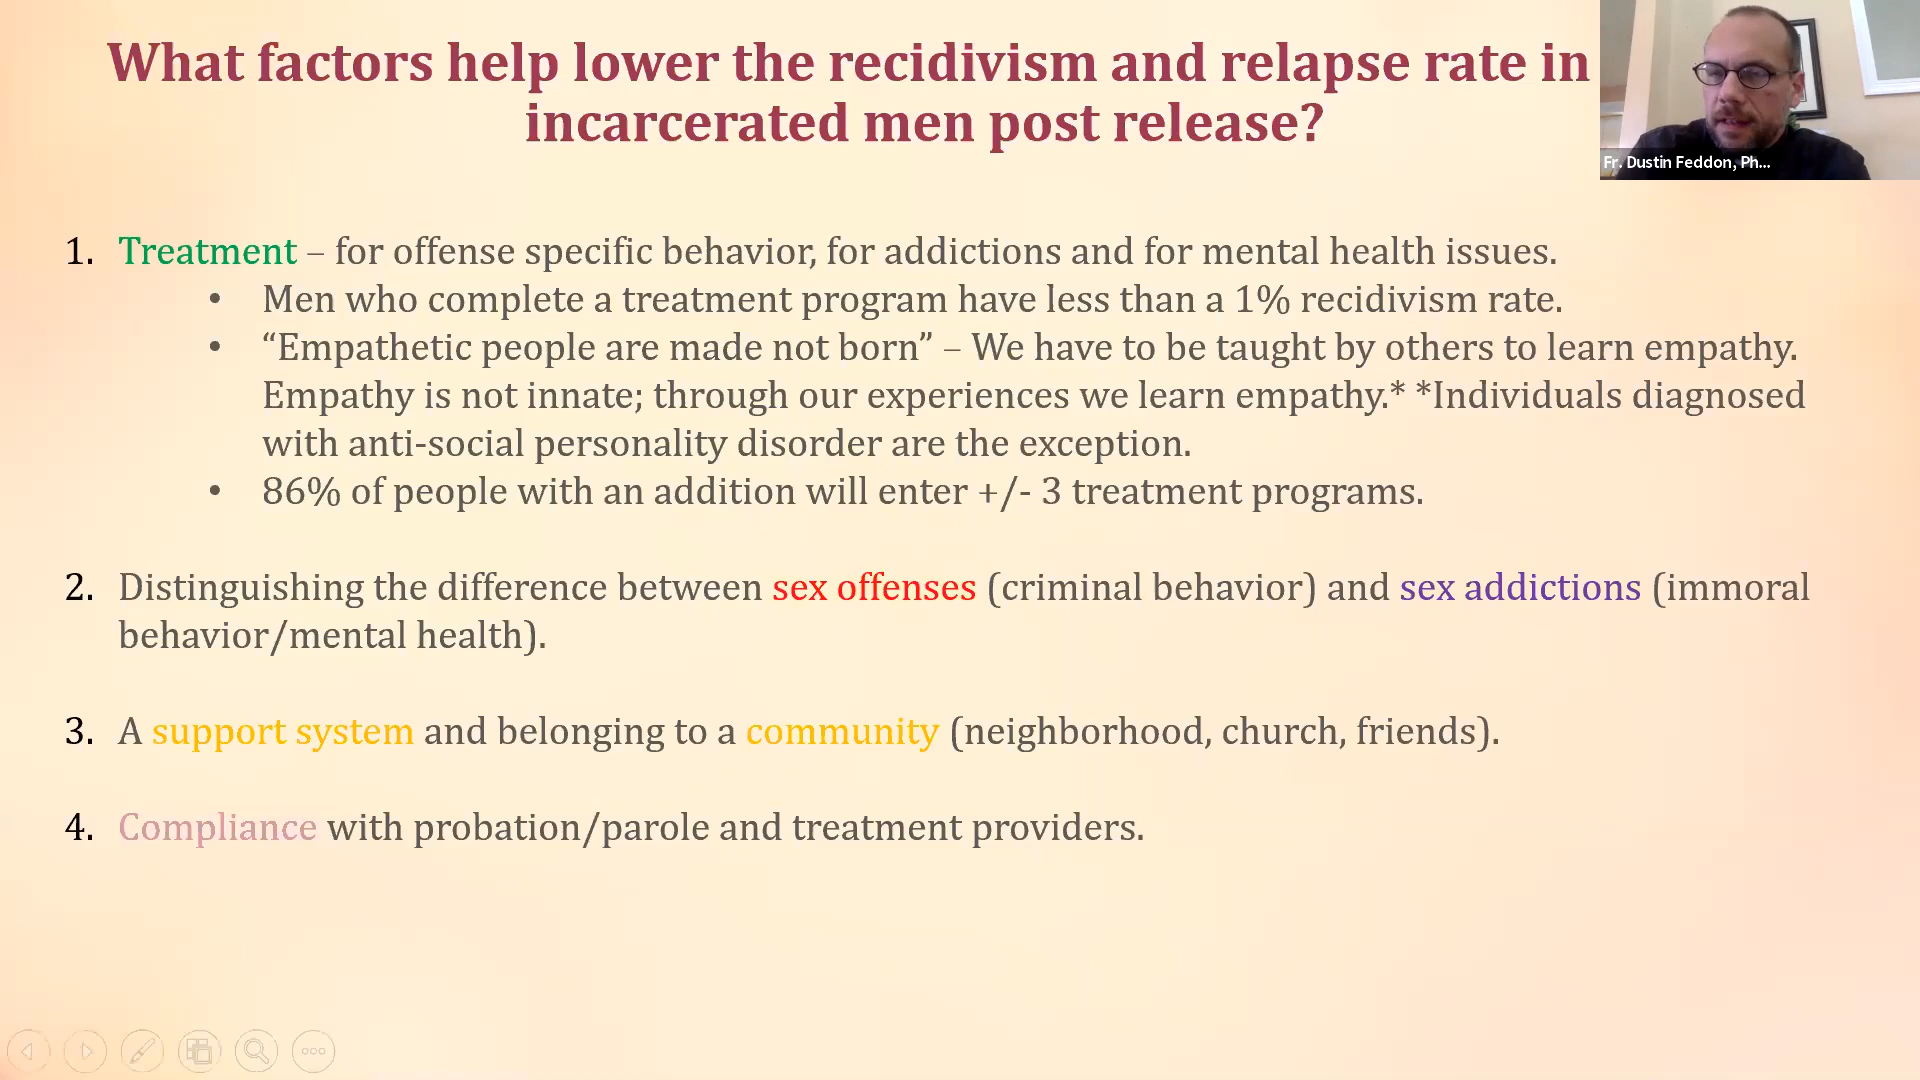 What factors help lower the recidivism and relapse rate in
incarcerated men post release?
Fr. Dustin Feddon, Ph...
1. Treatment – for offense specific behavior, for addictions and for mental health issues.
• Men who complete a treatment program have less than a 1% recidivism rate.
• “Empathetic people are made not born” – We have to be taught by others to learn empathy.
Empathy is not innate; through our experiences we learn empathy.* *Individuals diagnosed
with anti-social personality disorder are the exception.
• 86% of people with an addition will enter +/- 3 treatment programs.
2. Distinguishing the difference between sex offenses (criminal behavior) and sex addictions (immoral
behavior/mental health).
3. A support system and belonging to a community (neighborhood, church, friends).
4. Compliance with probation/parole and treatment providers.